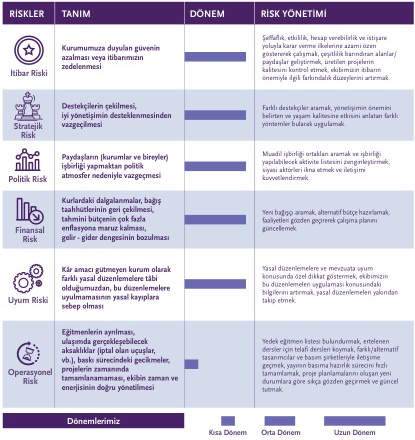 RİSKLER TANIM DÖNEM RİSK YÖNETİMİ
İtibar Riski
Kurumumuza duyulan güvenin
azalması veya itibarımızın
zedelenmesi
Şeffaflık, etkililik, hesap verebilirlik ve istişare
yoluyla karar verme ilkelerine azami özen
göstererek çalışmak, çeşitlilik barındıran alanlar/
paydaşlar geliştirmek, üretilen projelerin
kalitesini kontrol etmek, ekibimizin itibarın
önemiyle ilgili farkındalık düzeylerini artırmak.
Stratejik
Risk
Destekçilerin çekilmesi,
iyi yönetimin desteklenmesinden
vazgeçilmesi
Farklı destekçiler aramak, yönetişimin önemini
belirten ve yaşam kalitesine etkisini anlatan farklı
yöntemler bularak uygulamak.
Politik Risk
Paydaşların (kurumlar ve bireyler)
işbirliği yapmaktan politik
atmosfer nedeniyle vazgeçmesi
Muadil işbirliği ortakları aramak ve işbirliği
yapılabilecek aktivite listesini zenginleştirmek,
siyasi aktörleri ikna etmek ve iletişimi
kuvvetlendirmek.
Finansal
Risk
Kurlardaki dalgalanmalar, bağış
taahhütlerinin geri çekilmesi,
tahmini bütçenin çok fazla
enflasyona maruz kalması,
gelir - gider dengesinin bozulması
Yeni bağışçı aramak, alternatif bütçe hazırlamak,
faaliyetleri gözden geçirerek çalışma planını
güncellemek.
Uyum Riski
Kâr amacı gütmeyen kurum olarak
farklı yasal düzenlemelere tâbi
olduğumuzdan, bu düzenlemelere
uyulmamasının yasal kayıplara
sebep olması
Yasal düzenlemelere ve mevzuata uyum
konusunda özel dikkat göstermek, ekibimizin
bu düzenlemeleri uygulaması konusundaki
bilgilerini artırmak, yasal düzenlemeleri yakından
takip etmek.
Operasyonel
Risk
Eğitmenlerin ayrılması,
ulaşımda gerçekleşebilecek
aksaklıklar (iptal olan uçuşlar,
vb.), baskı sürecindeki gecikmeler,
projelerin zamanında
tamamlanamaması, ekibin zaman ve
enerjisinin doğru yönetilmesi
Yedek eğitmen listesi bulundurmak, ertelenen
dersler için telafi dersleri koymak, farklı/alternatif
tasarımcılar ve basım şirketleriyle iletişime
geçmek, yayının basıma hazırlık sürecini hızlı
tamamlamak, proje planlamalarını oluşan yeni
durumlara göre sıkça gözden geçirmek ve güncel
tutmak.
Dönemlerimiz
Kısa Dönem Orta Dönem Uzun Dönem